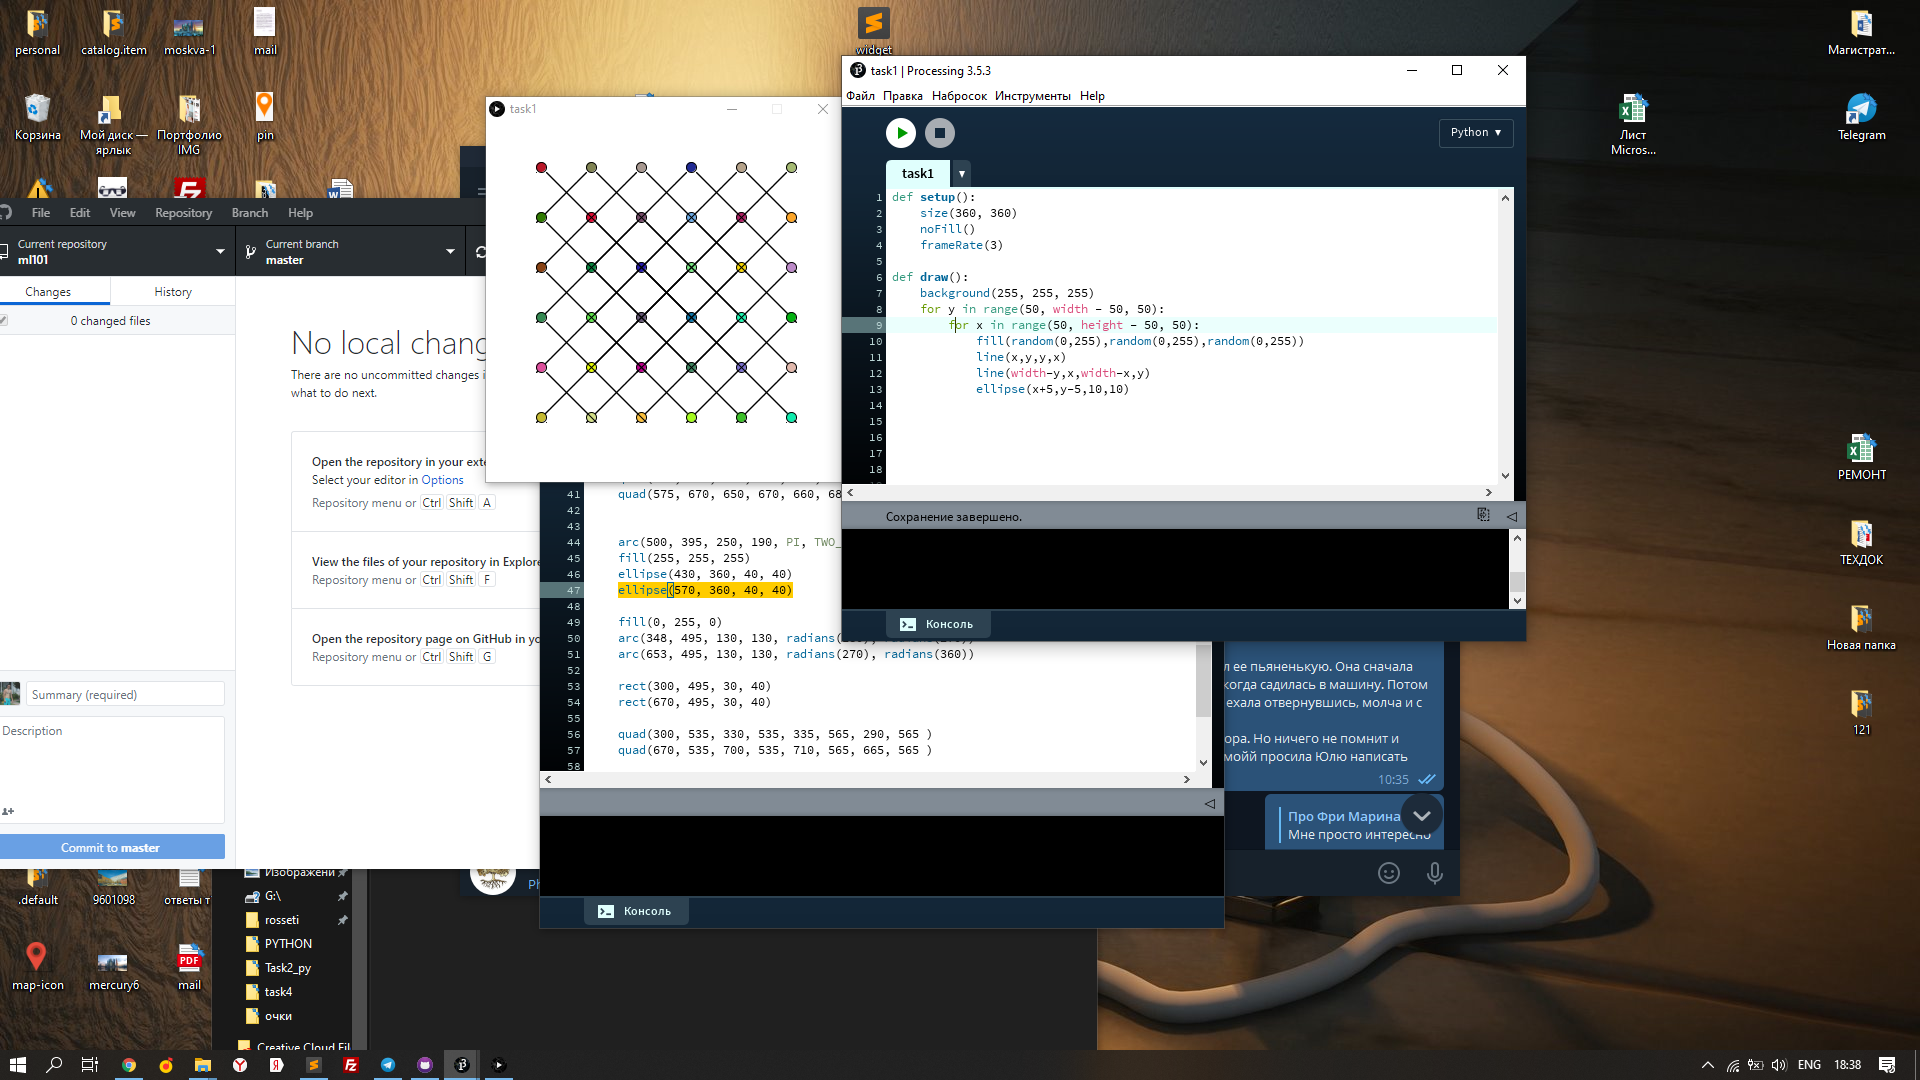 personal
catalog.item
moskva-1
mail
widget
Магистрат...
Корзина
Мой диск —
ярлык
Портфолио
IMG
pin
Лист
Micros...
Telegram
РЕМОНТ
ТЕХДОК
Новая папка
121
File
Edit
View
Repository
Branch
Help
Current repository
ml101
Current branch
master
Changes
History
0 changed files
No local chang
There are no uncommitted changes i
what to do next.
Open the repository in your exte
Select your editor in Options
Repository menu or Ctrl Shift A
View the files of your repository in Explore
Repository menu or Ctrl Shift F
Open the repository page on GitHub in yo
Repository menu or Ctrl Shift G
Summary (required)
Description
Commit to master
task1
task1 | Processing 3.5.3
Файл Правка Набросок Инструменты Help
Python ▾
task1
1 def setup():
2 size(360, 360)
3 noFill()
4 frameRate(3)
5
6 def draw():
7 background(255, 255, 255)
8 for y in range(50, width - 50, 50):
9 for x in range(50, height - 50, 50):
10 fill(random(0,255),random(0,255),random(0,255))
11 line(x,y,y,x)
12 line(width-y,x,width-x,y)
13 ellipse(x+5,y-5,10,10)
14
15
16
17
18
Сохранение завершено.
Консоль
41 quad(575, 670, 650, 670, 660, 68
42
43
44 arc(500, 395, 250, 190, PI, TWO_
45 fill(255, 255, 255)
46 ellipse(430, 360, 40, 40)
47 ellipse(570, 360, 40, 40)
48
49 fill(0, 255, 0)
50 arc(348, 495, 130, 130, radians(
51 arc(653, 495, 130, 130, radians(270), radians(360))
52
53 rect(300, 495, 30, 40)
54 rect(670, 495, 30, 40)
55
56 quad(300, 535, 330, 535, 335, 565, 290, 565 )
57 quad(670, 535, 700, 535, 710, 565, 665, 565 )
58
Консоль
л ее пьяненькую. Она сначала
когда садилась в машину. Потом
ехала отвернувшись, молча и с
ора. Но ничего не помнит и
мойй просила Юлю написать
10:35
Про Фри Марина
Мне просто интересно
Ph
.default
9601098
ответы т
map-icon
mercury6
mail
Изображени
G:\
rosseti
PYTHON
Task2_py
task4
очки
Creative Cloud Fil
ENG
18:38